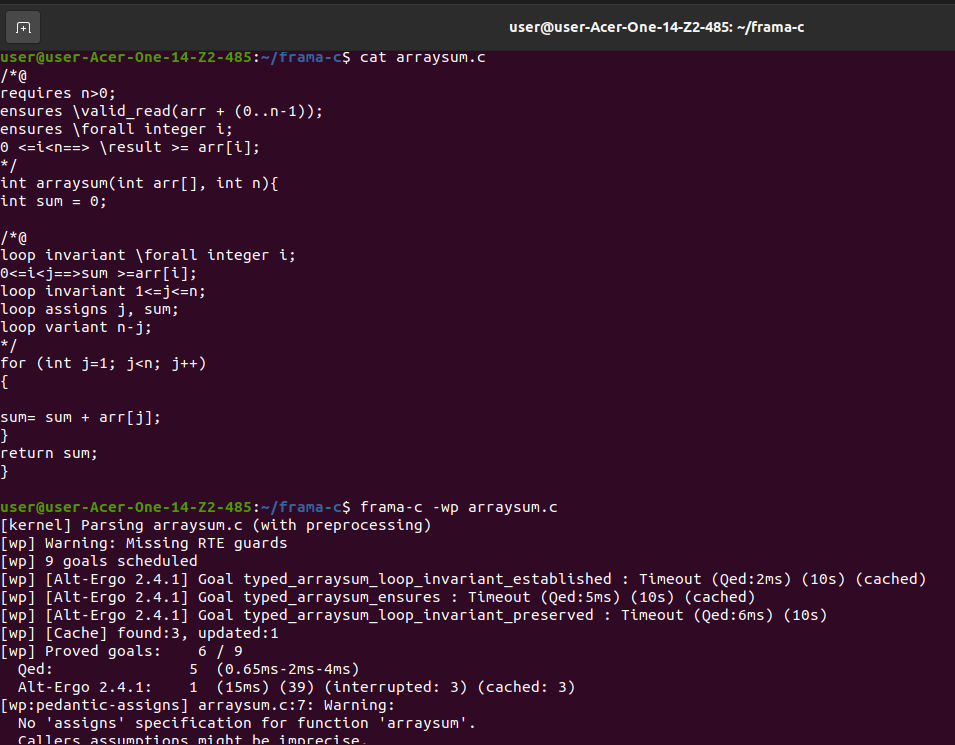 user@user-Acer-One-14-Z2-485: ~/frama-c
user@user-Acer-One-14-Z2-485:~/frama-c$ cat arraysum.c
/*@
requires n>0;
ensures \valid_read(arr + (0..n-1));
ensures \forall integer i;
0 <=i<n==> \result >= arr[i];
*/
int arraysum(int arr[], int n){
int sum = 0;

/*@
loop invariant \forall integer i;
0<=i<j==>sum >=arr[i];
loop invariant 1<=j<=n;
loop assigns j, sum;
loop variant n-j;
*/
for (int j=1; j<n; j++)
{

sum= sum + arr[j];
}
return sum;
}

user@user-Acer-One-14-Z2-485:~/frama-c$ frama-c -wp arraysum.c
[kernel] Parsing arraysum.c (with preprocessing)
[wp] Warning: Missing RTE guards
[wp] 9 goals scheduled
[wp] [Alt-Ergo 2.4.1] Goal typed_arraysum_loop_invariant_established : Timeout (Qed:2ms) (10s) (cached)
[wp] [Alt-Ergo 2.4.1] Goal typed_arraysum_ensures : Timeout (Qed:5ms) (10s) (cached)
[wp] [Alt-Ergo 2.4.1] Goal typed_arraysum_loop_invariant_preserved : Timeout (Qed:6ms) (10s)
[wp] [Cache] found:3, updated:1
[wp] Proved goals:    6 / 9
  Qed:               5  (0.65ms-2ms-4ms)
  Alt-Ergo 2.4.1:    1  (15ms) (39) (interrupted: 3) (cached: 3)
[wp:pedantic-assigns] arraysum.c:7: Warning:
  No 'assigns' specification for function 'arraysum'.
  Callers assumptions might be imprecise.